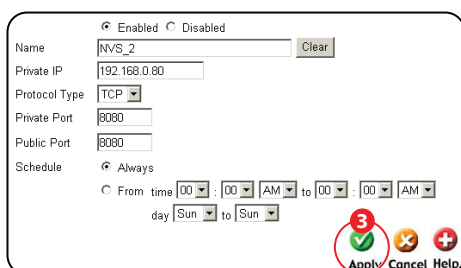 Enabled Disabled
Name NVS_2 Clear
Private IP 192.168.0.80
Protocol Type TCP
Private Port 8080
Public Port 8080
Schedule Always
From time 00 : 00 AM to 00 : 00 AM
day Sun to Sun
3
Apply Cancel Help